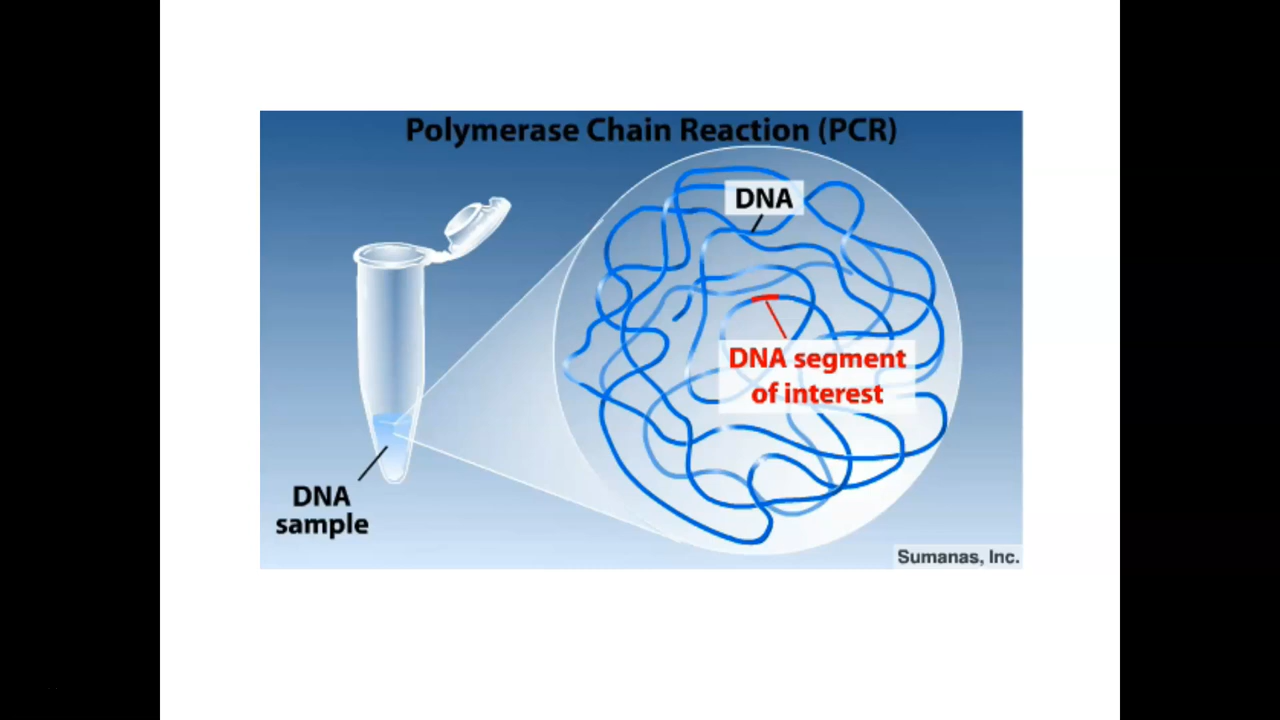 Polymerase Chain Reaction (PCR)
DNA
DNA segment
of interest
DNA
sample
Sumanas, Inc.